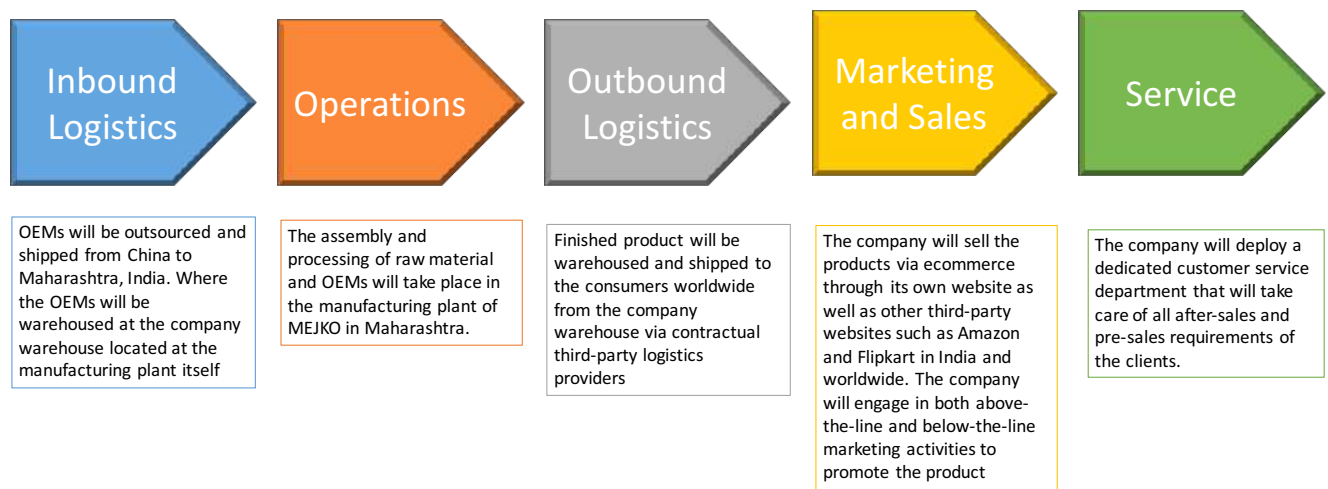 Inbound
Logistics
Operations
Outbound
Logistics
Marketing
and Sales
Service
OEMs will be outsourced and
shipped from China to
Maharashtra, India. Where
the OEMs will be
warehoused at the company
warehouse located at the
manufacturing plant itself
The assembly and
processing of raw material
and OEMs will take place in
the manufacturing plant of
MEJKO in Maharashtra.
Finished product will be
warehoused and shipped to
the consumers worldwide
from the company
warehouse via contractual
third-party logistics
providers
The company will sell the
products via ecommerce
through its own website as
well as other third-party
websites such as Amazon
and Flipkart in India and
worldwide. The company
will engage in both above-
the-line and below-the-line
marketing activities to
promote the product
The company will deploy a
dedicated customer service
department that will take
care of all after-sales and
pre-sales requirements of
the clients.